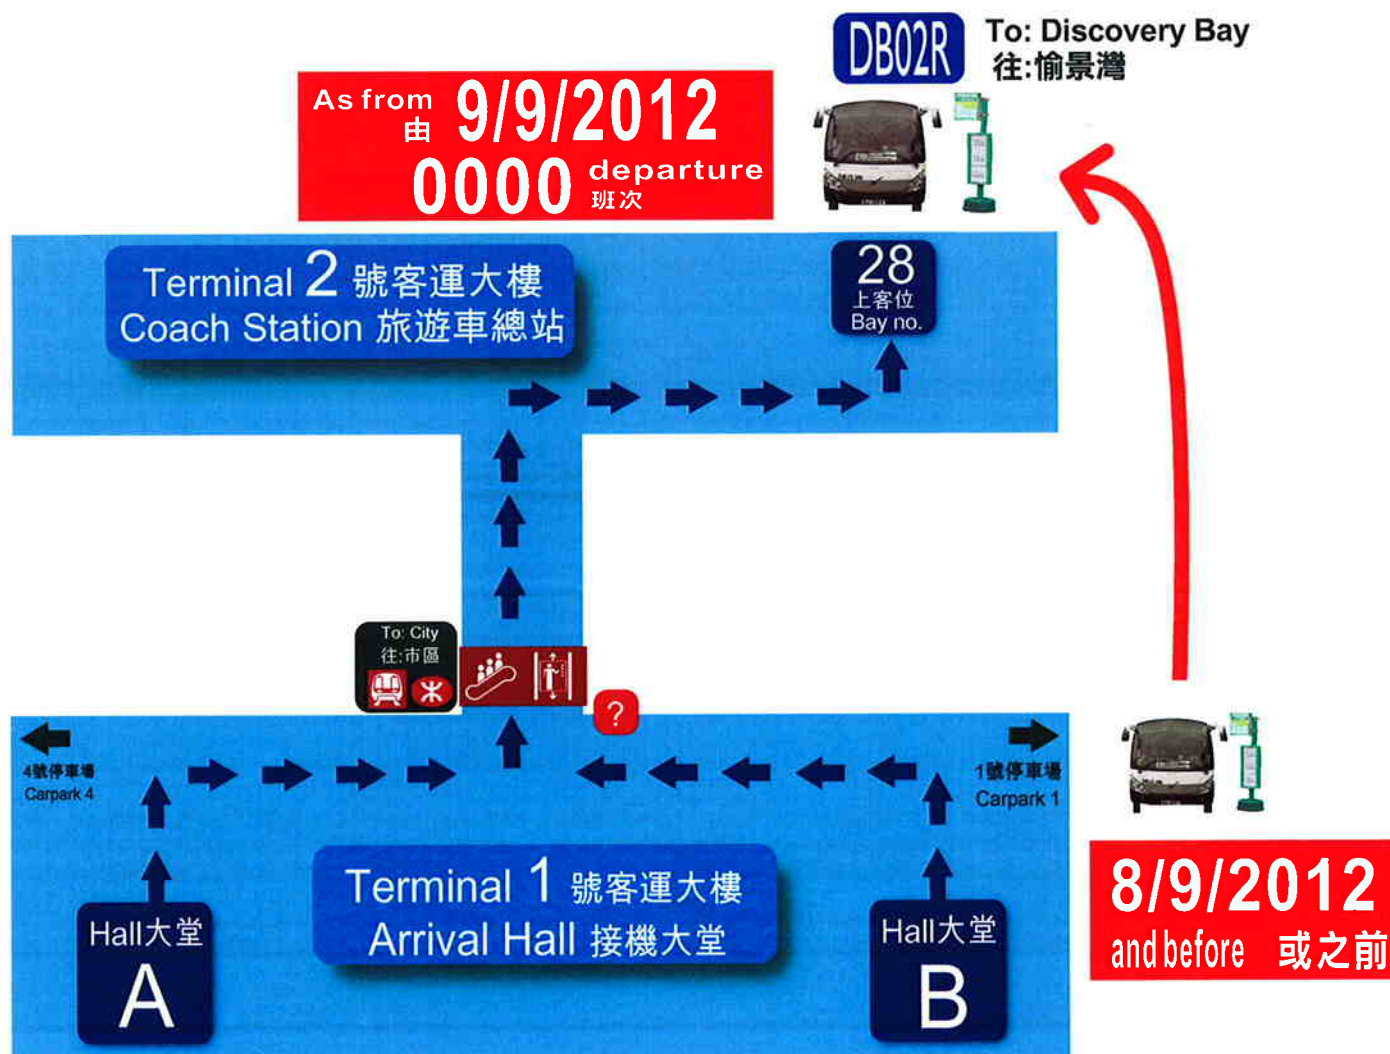 DB02R
To: Discovery Bay
往:愉景灣
As from 9/9/2012
由
0000 departure
班次
Terminal 2 號客運大樓
Coach Station 旅遊車總站
28
上客位
Bay no.
To: City
往:市區
?
4號停車場
Carpark 4
1號停車場
Carpark 1
Terminal 1 號客運大樓
Arrival Hall 接機大堂
Hall大堂
A
Hall大堂
B
8/9/2012
and before 或之前